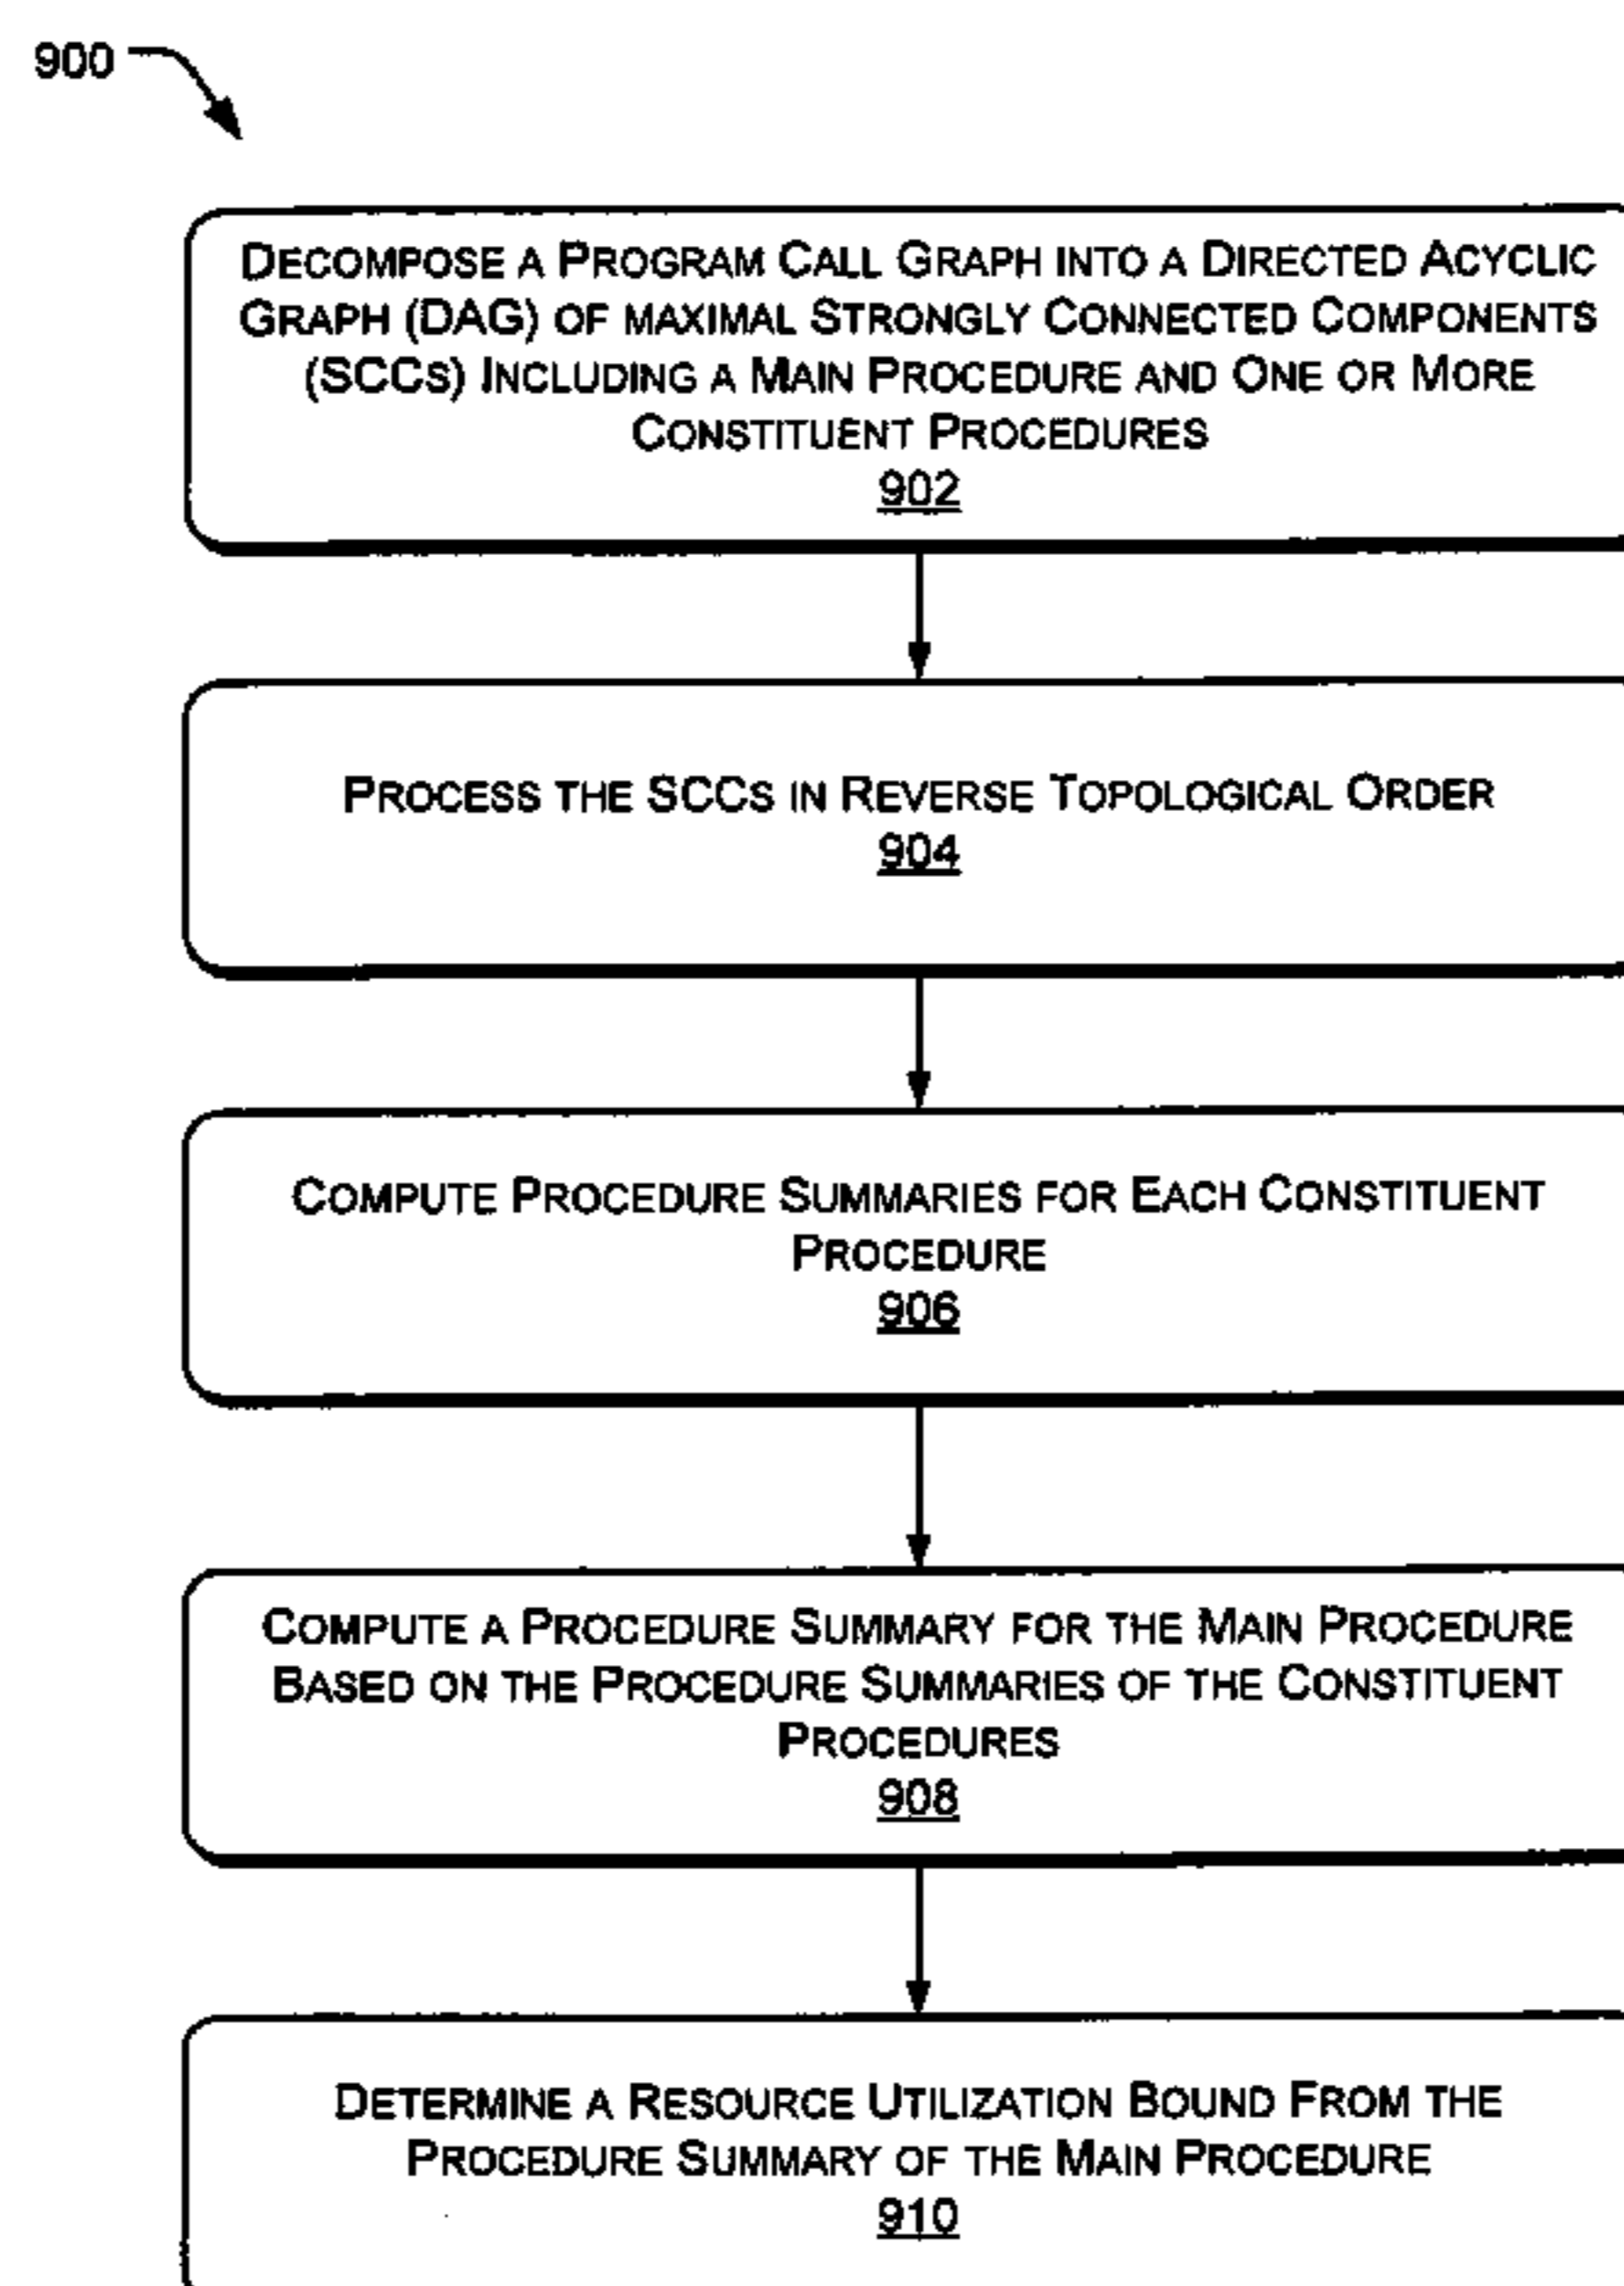 900
DECOMPOSE A PROGRAM CALL GRAPH INTO A DIRECTED ACYCLIC
GRAPH (DAG) OF MAXIMAL STRONGLY CONNECTED COMPONENTS
(SCCS) INCLUDING A MAIN PROCEDURE AND ONE OR MORE
CONSTITUENT PROCEDURES
902
PROCESS THE SCCS IN REVERSE TOPOLOGICAL ORDER
904
COMPUTE PROCEDURE SUMMARIES FOR EACH CONSTITUENT
PROCEDURE
906
COMPUTE A PROCEDURE SUMMARY FOR THE MAIN PROCEDURE
BASED ON THE PROCEDURE SUMMARIES OF THE CONSTITUENT
PROCEDURES
908
DETERMINE A RESOURCE UTILIZATION BOUND FROM THE
PROCEDURE SUMMARY OF THE MAIN PROCEDURE
910